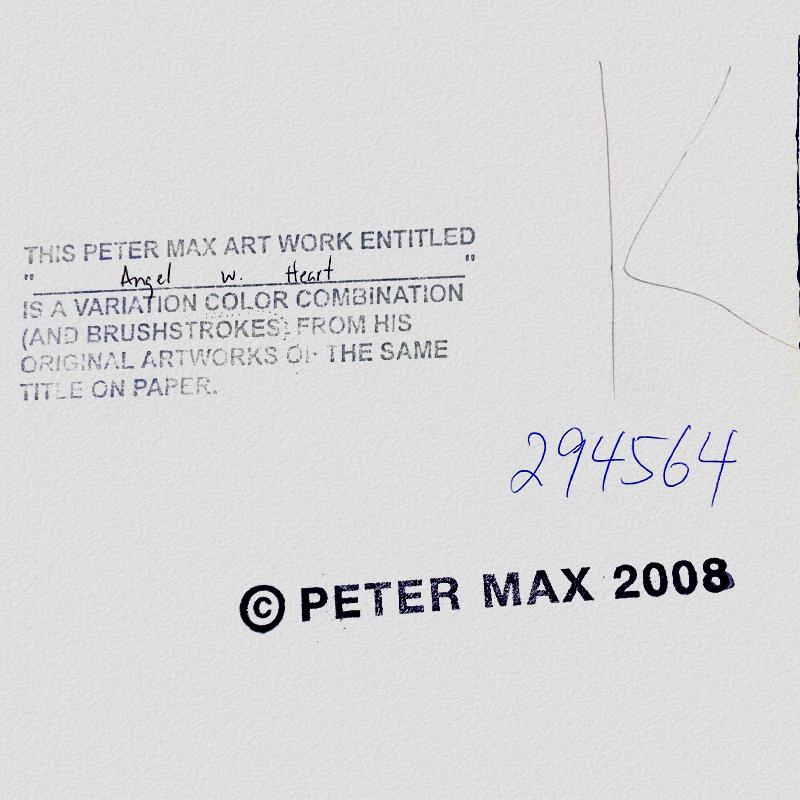 THIS PETER MAX ART WORK ENTITLED
" Angel w. Heart "
IS A VARIATION COLOR COMBINATION
(AND BRUSHSTROKES) FROM HIS
ORIGINAL ARTWORKS OF THE SAME
TITLE ON PAPER.
K
294564
© PETER MAX 2008